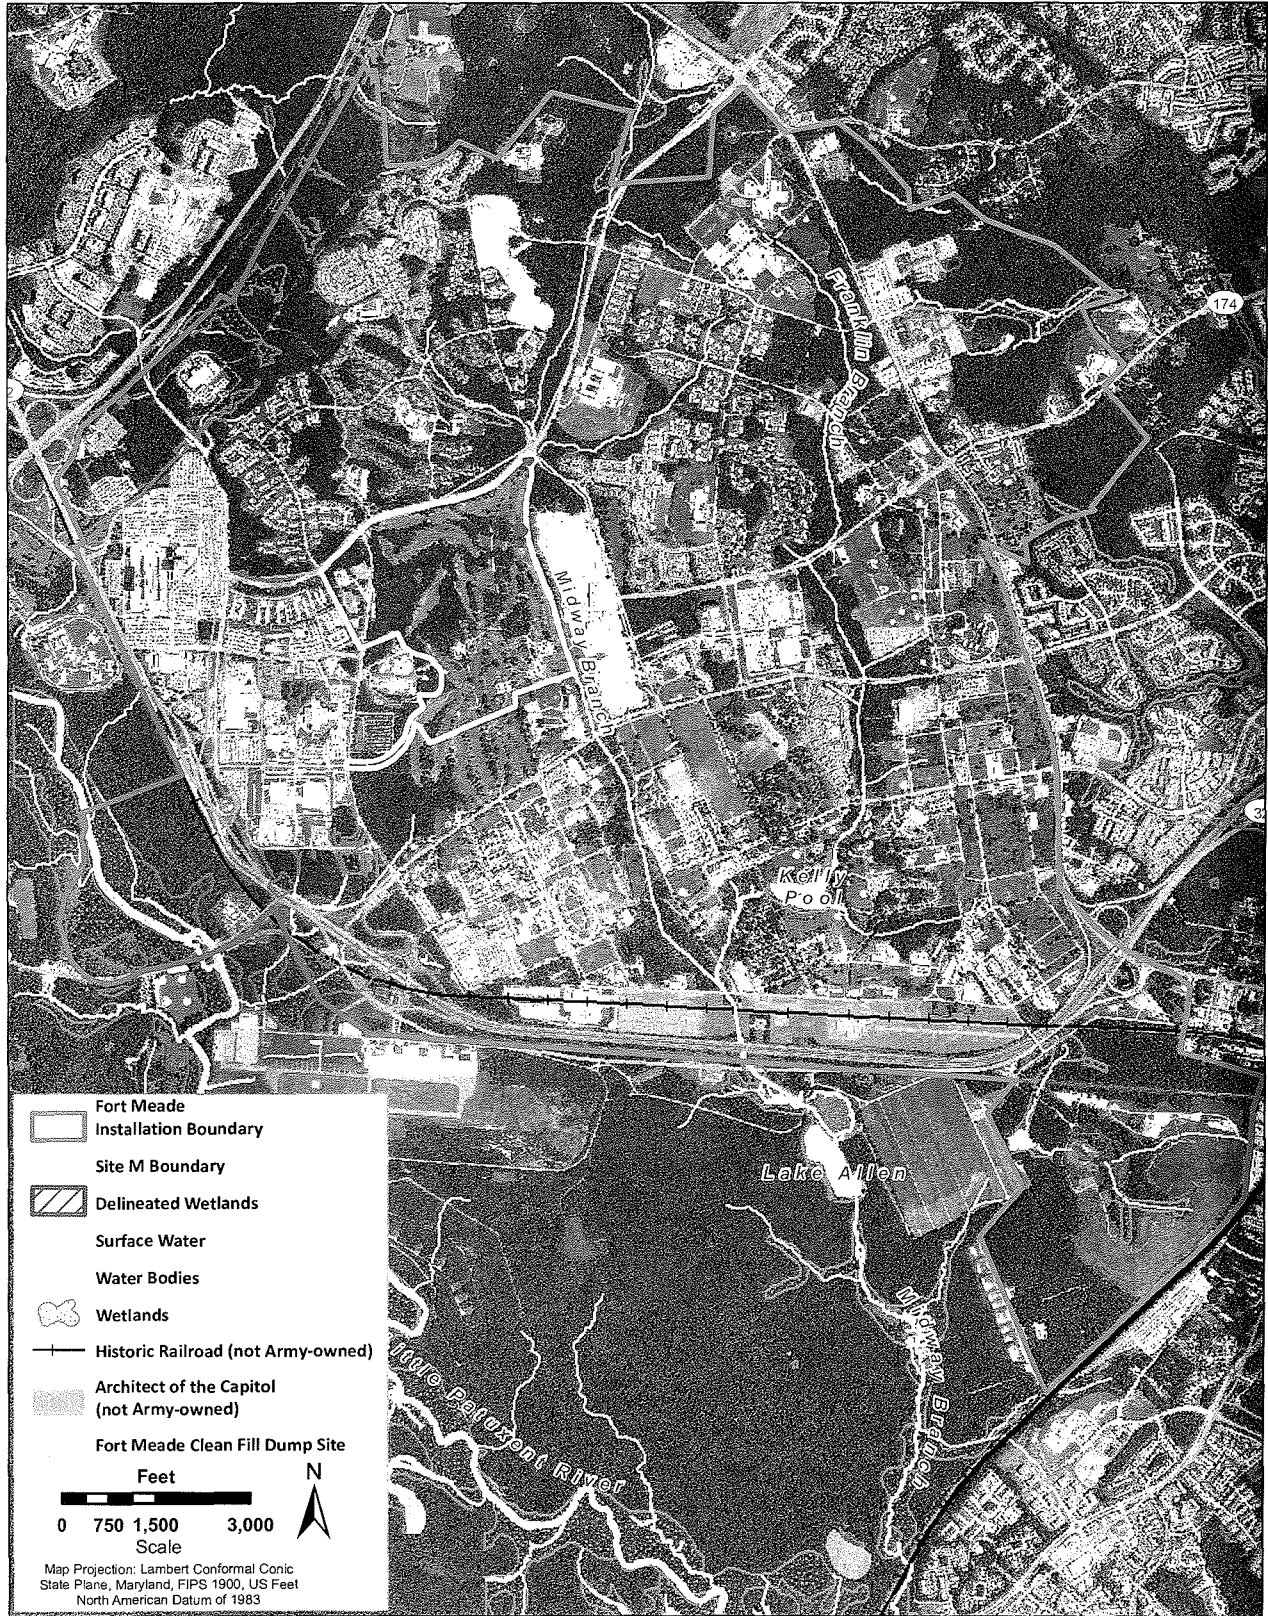 174
Franklin Branch
Midway Branch
Kelly
Pool
Lake Allen
Midway Branch
Little Patuxent River
Fort Meade
Installation Boundary
Site M Boundary
Delineated Wetlands
Surface Water
Water Bodies
Wetlands
Historic Railroad (not Army-owned)
Architect of the Capitol
(not Army-owned)
Fort Meade Clean Fill Dump Site
Feet
N
0 750 1,500 3,000
Scale
Map Projection: Lambert Conformal Conic
State Plane, Maryland, FIPS 1900, US Feet
North American Datum of 1983